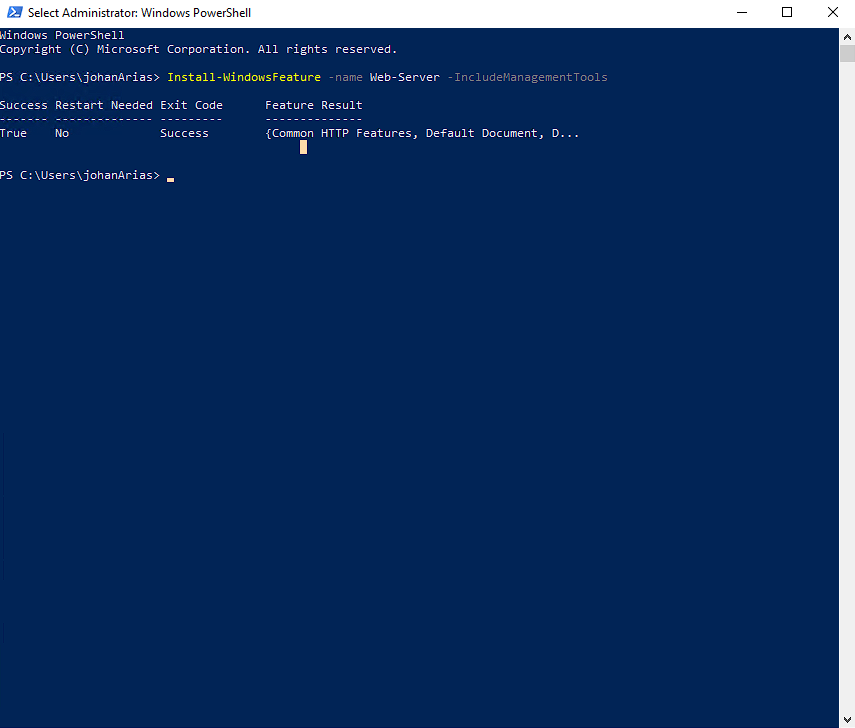 Select Administrator: Windows PowerShell
Windows PowerShell
Copyright (C) Microsoft Corporation. All rights reserved.
PS C:\Users\johanArias> Install-WindowsFeature -name Web-Server -IncludeManagementTools
Success Restart Needed Exit Code      Feature Result
------- -------------- ---------      --------------
True    No             Success        {Common HTTP Features, Default Document, D...
PS C:\Users\johanArias>